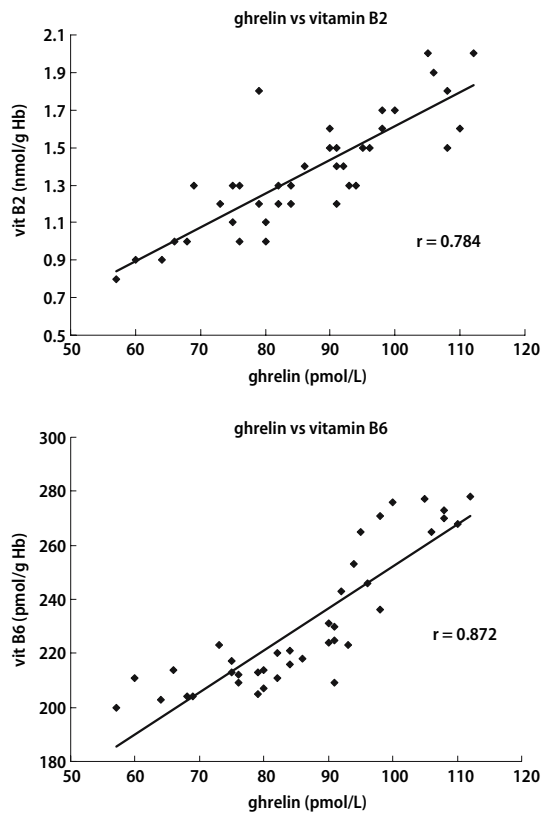 ghrelin vs vitamin B2
vit B2 (nmol/g Hb)
2.1
1.9
1.7
1.5
1.3
1.1
0.9
0.7
0.5
r = 0.784
50 60 70 80 90 100 110 120
ghrelin (pmol/L)
ghrelin vs vitamin B6
vit B6 (pmol/g Hb)
300
280
260
240
220
200
180
r = 0.872
50 60 70 80 90 100 110 120
ghrelin (pmol/L)